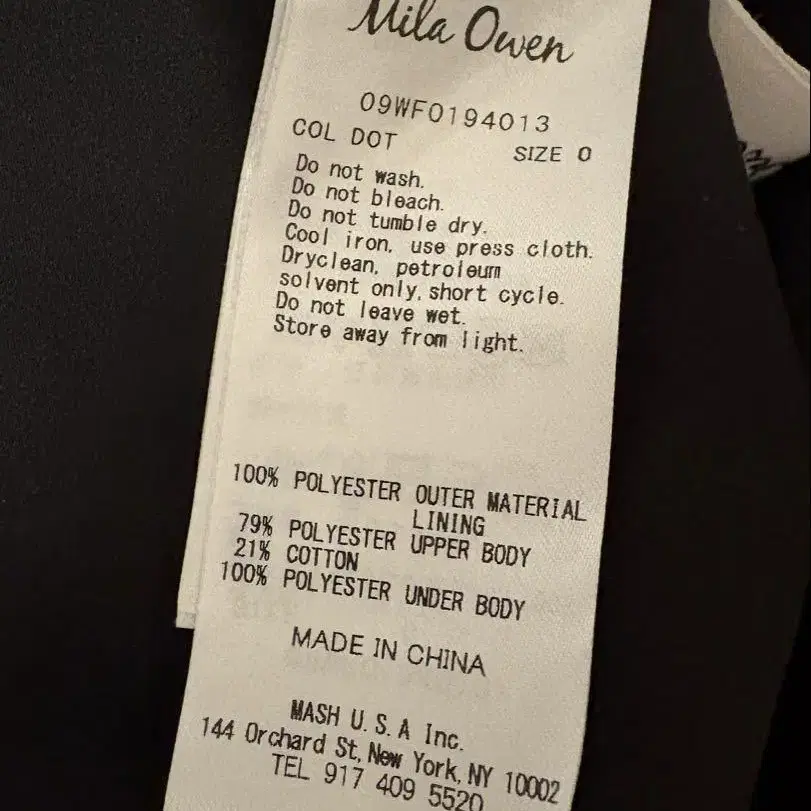 Mila Owen
09WF0194013
COL DOT SIZE 0
Do not wash.
Do not bleach.
Do not tumble dry.
Cool iron, use press cloth.
Dryclean, petroleum
solvent only, short cycle.
Do not leave wet.
Store away from light.
100% POLYESTER OUTER MATERIAL
LINING
79% POLYESTER UPPER BODY
21% COTTON
100% POLYESTER UNDER BODY
MADE IN CHINA
MASH U.S.A Inc.
144 Orchard St, New York, NY 10002
TEL 917 409 5520